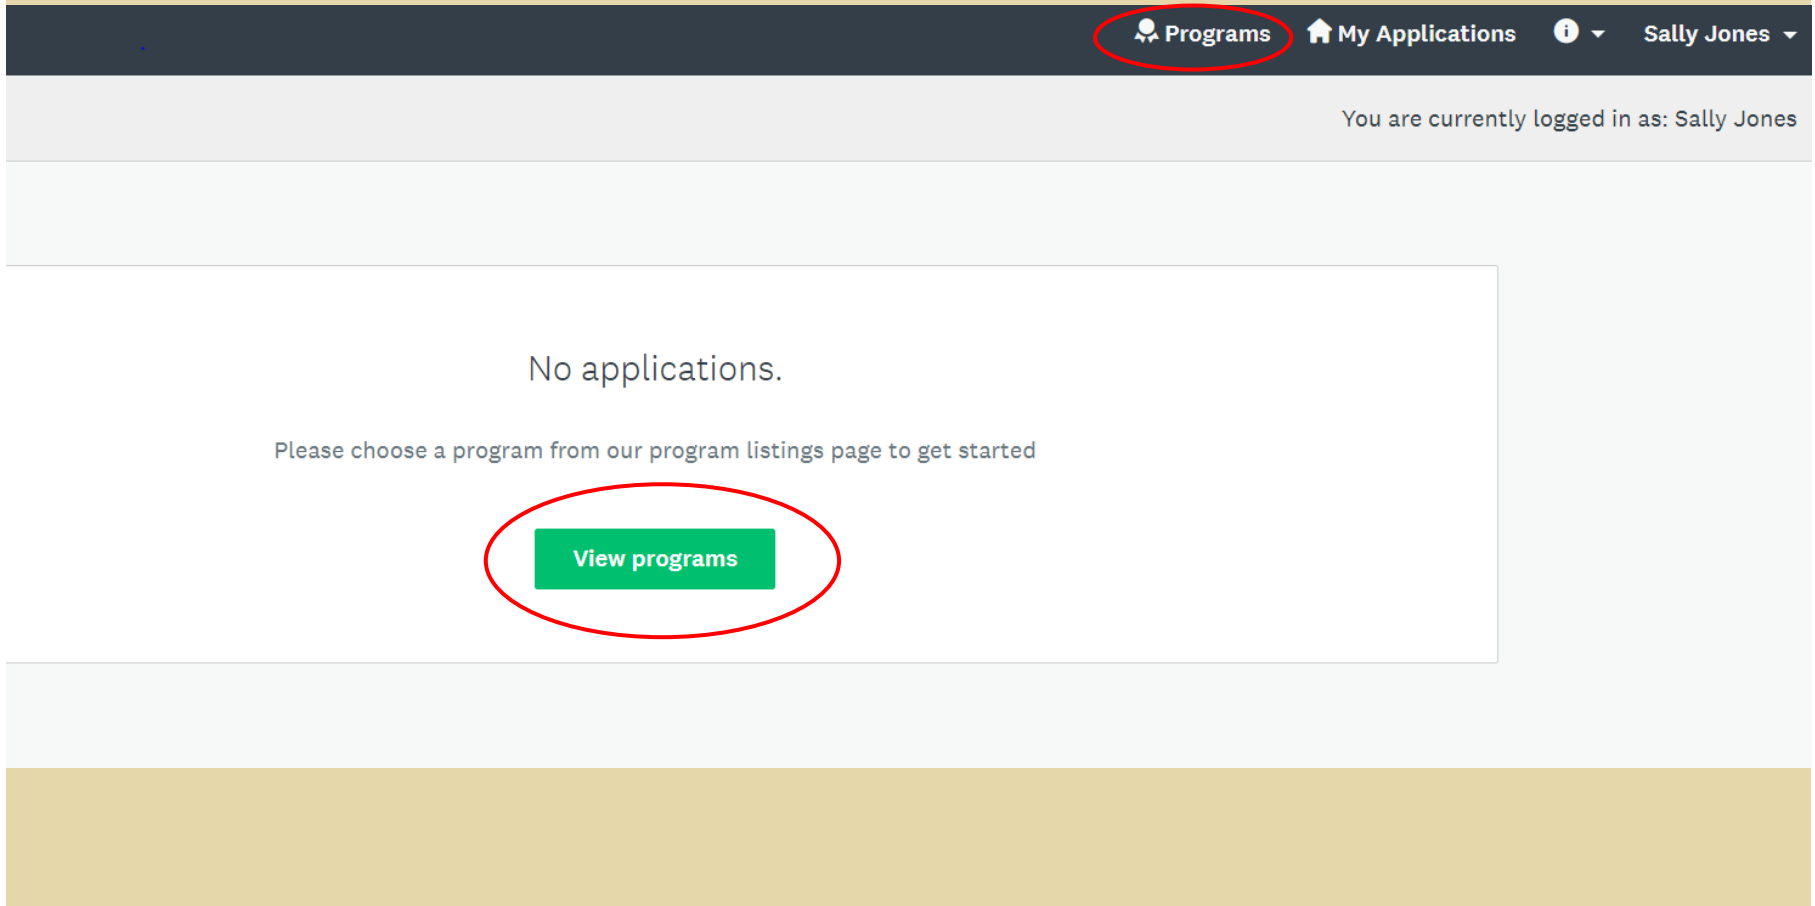 Programs My Applications Sally Jones
You are currently logged in as: Sally Jones
No applications.
Please choose a program from our program listings page to get started
View programs